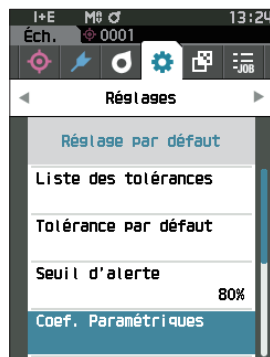 I+E M0 13:24
Éch. 0001
-JOB
Réglages
Réglage par défaut
Liste des tolérances
Tolérance par défaut
Seuil d'alerte
80%
Coef. Paramétriques